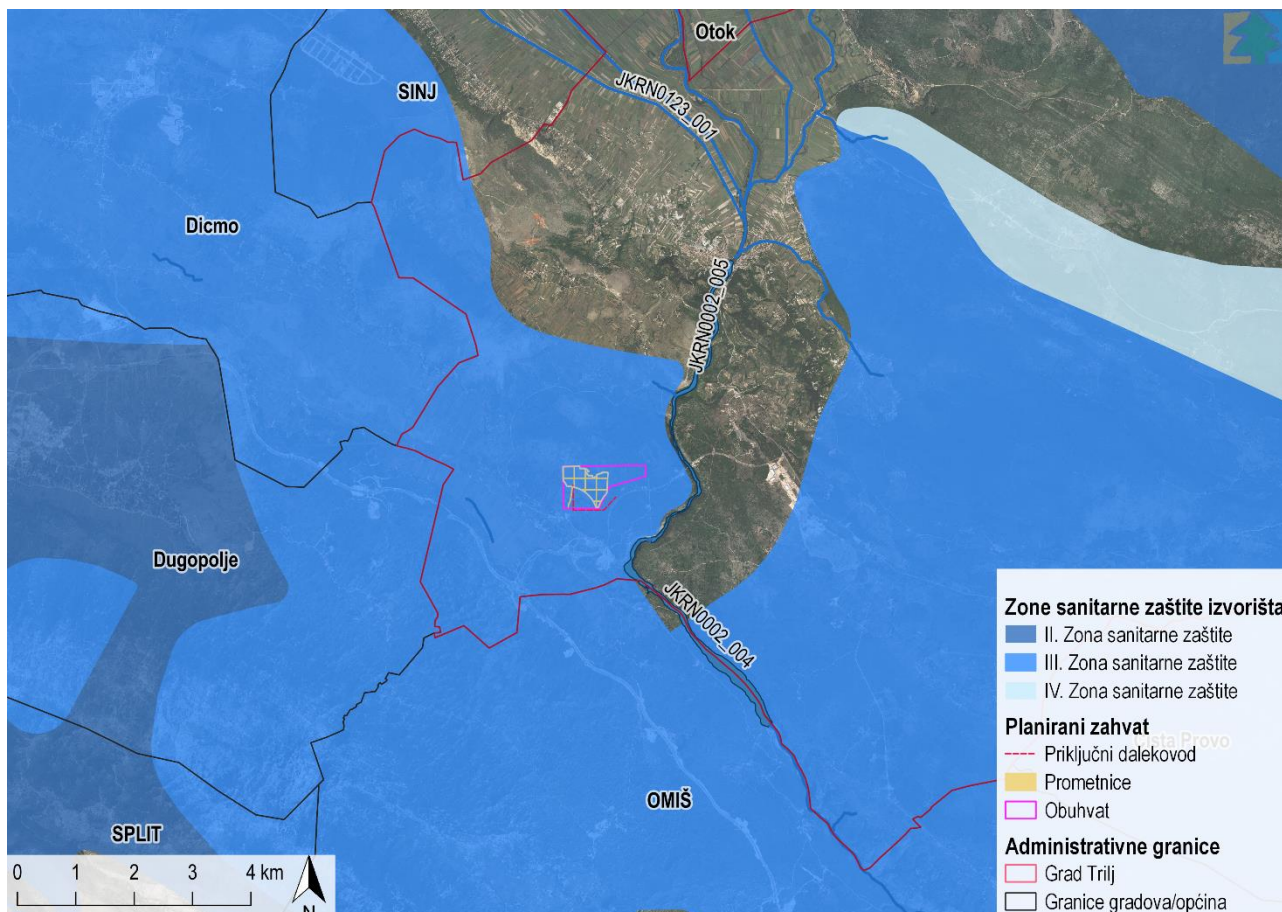 Otok
SINJ
JKRN0123_001
Dicmo
JKRN0002_005
Dugopolje
JKRN0002_004
OMIŠ
SPLIT
Cista Provo
0 1 2 3 4 km
N
Zone sanitarne zaštite izvorišta
II. Zona sanitarne zaštite
III. Zona sanitarne zaštite
IV. Zona sanitarne zaštite
Planirani zahvat
Priključni dalekovod
Prometnice
Obuhvat
Administrativne granice
Grad Trilj
Granice gradova/općina